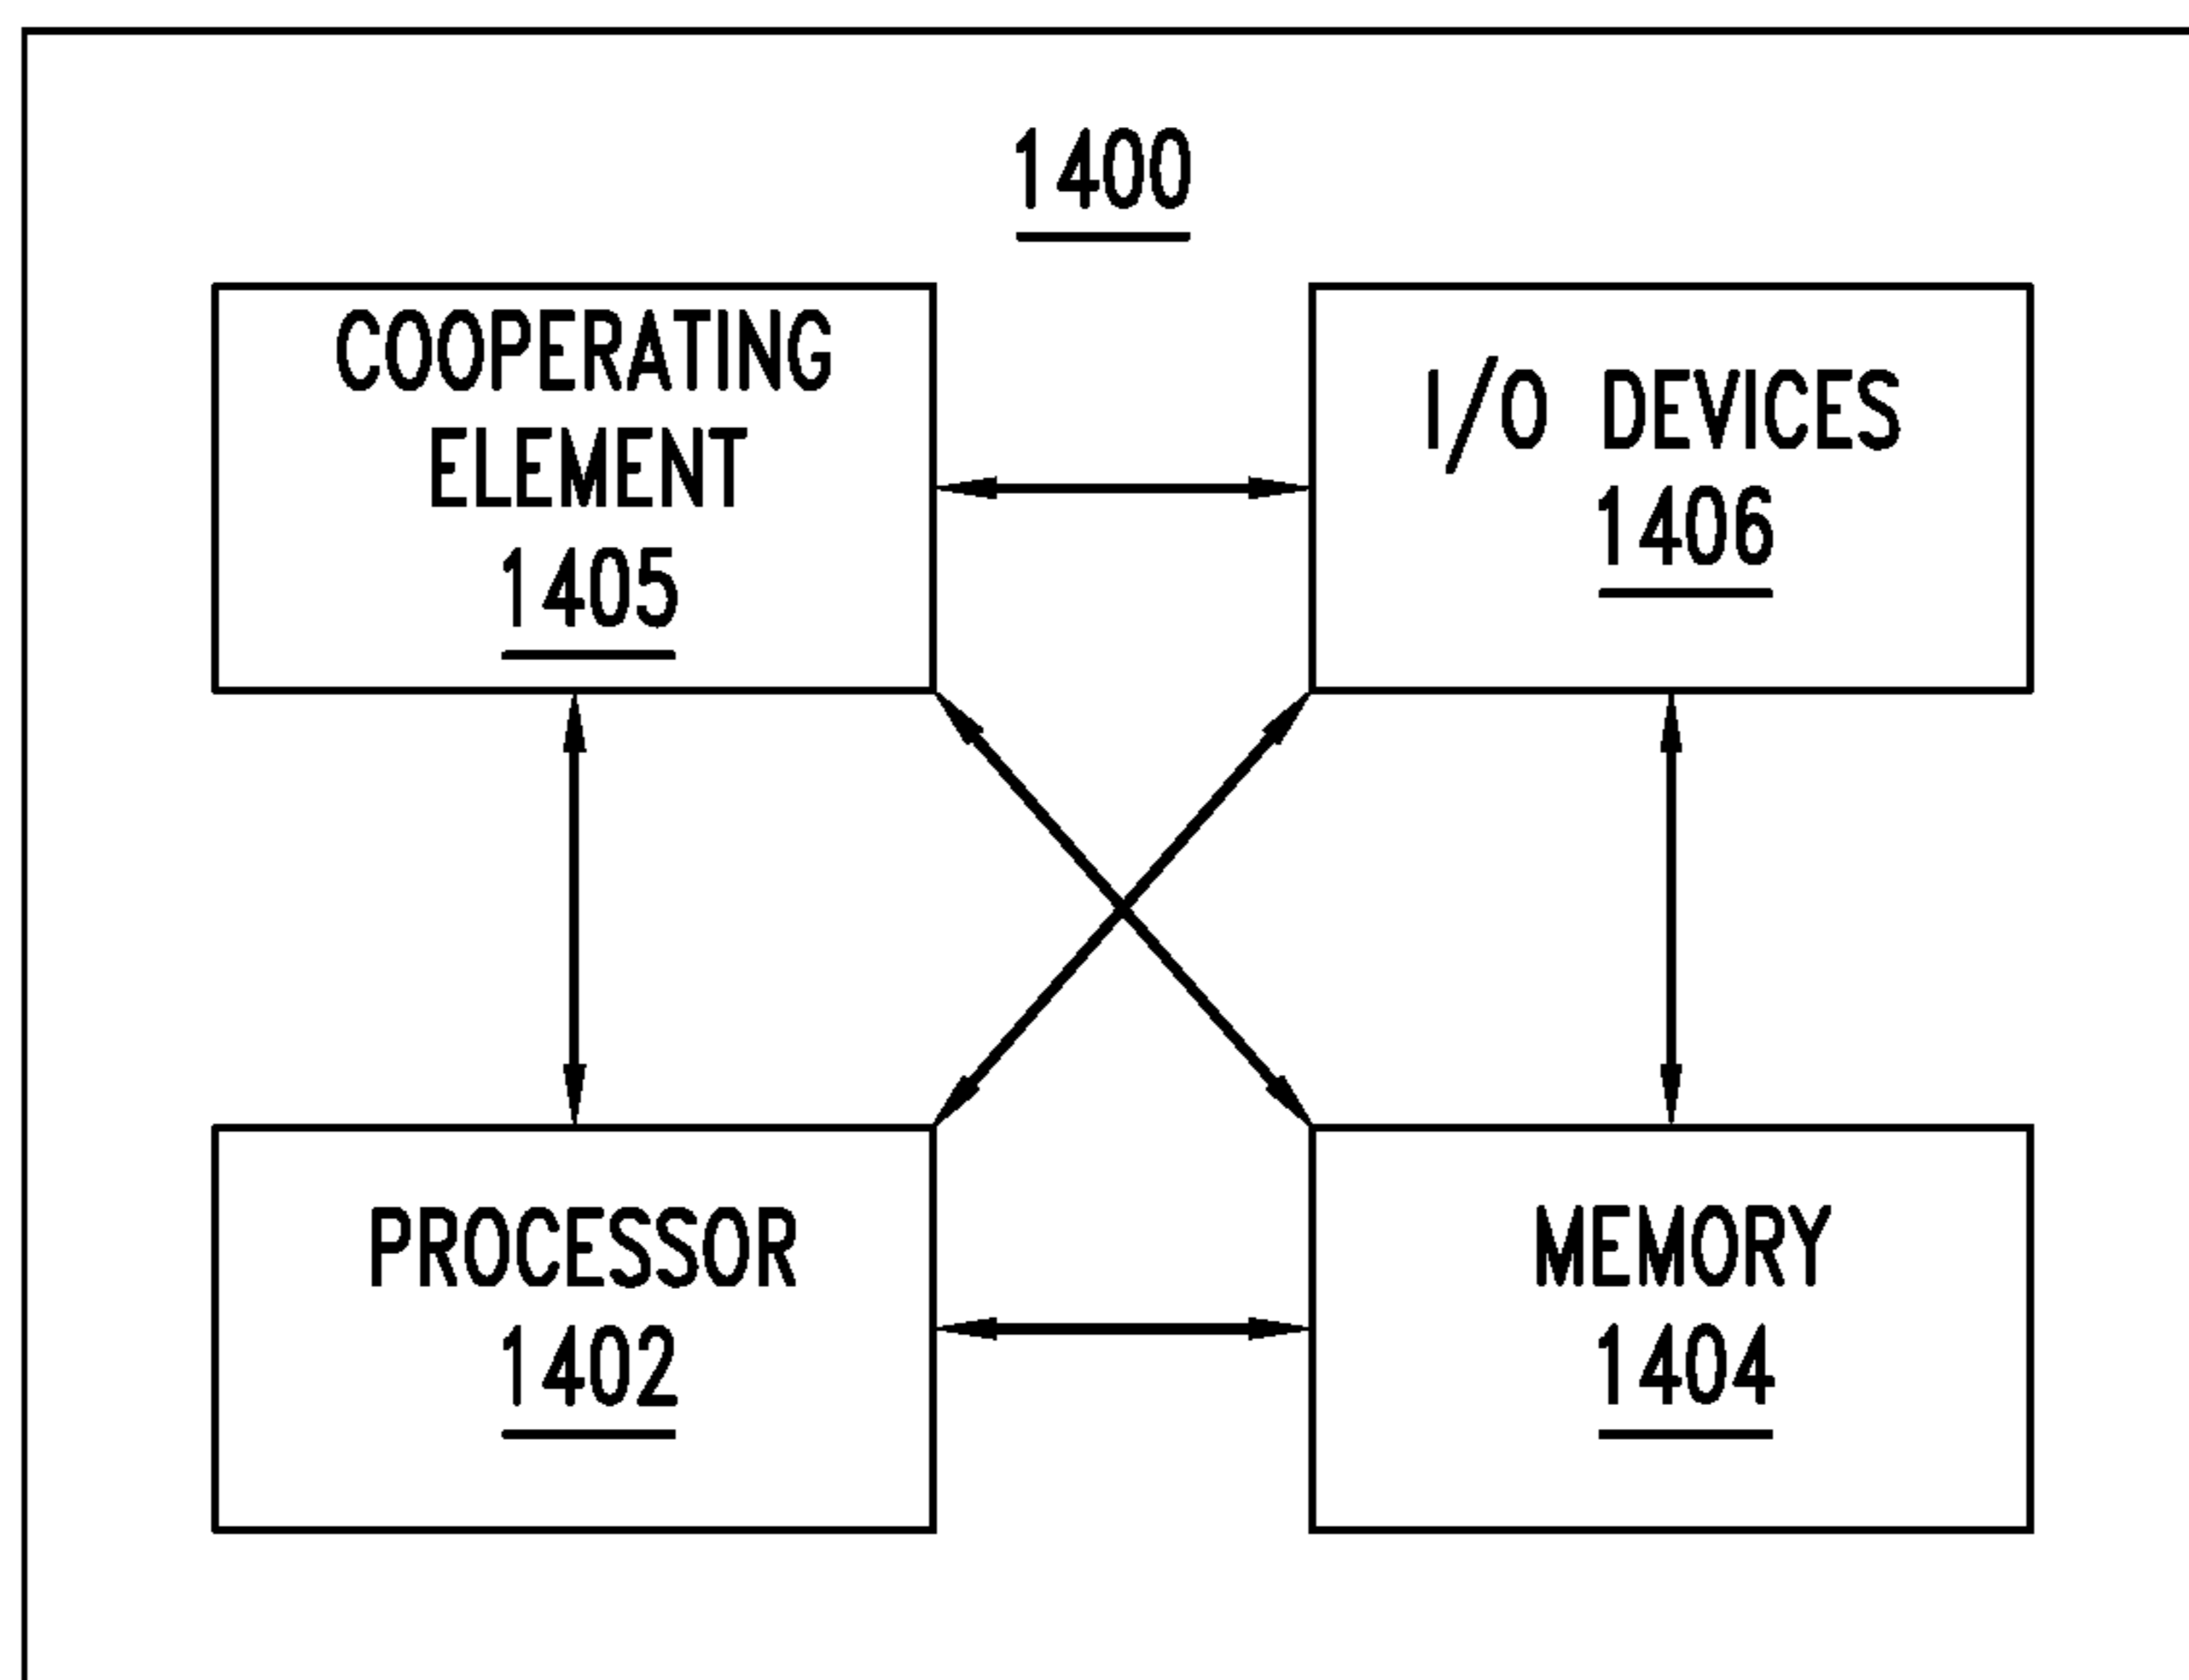 1400
COOPERATING
ELEMENT
1405
I/O DEVICES
1406
PROCESSOR
1402
MEMORY
1404